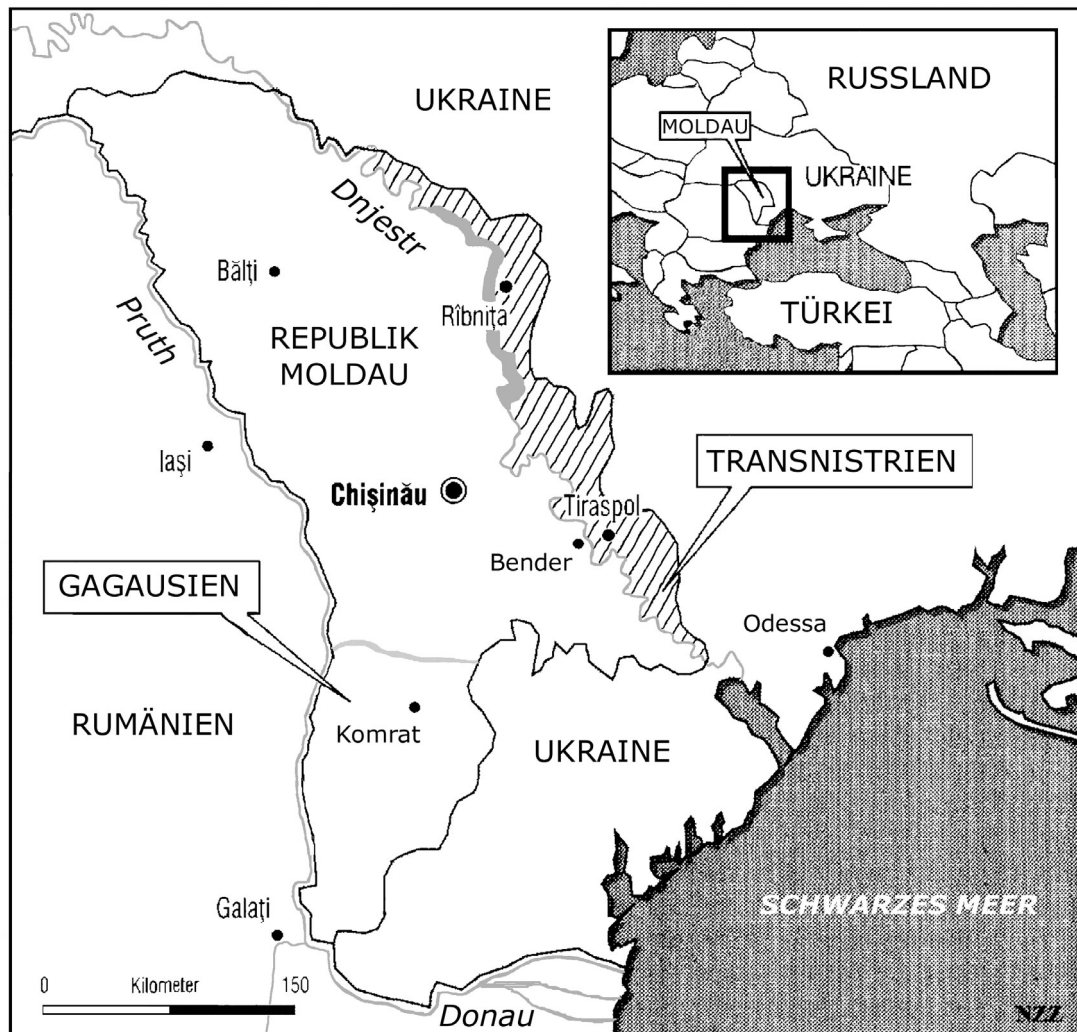 UKRAINE
RUSSLAND
MOLDAU
UKRAINE
TÜRKEI
Dnjestr
Bălţi
Pruth
Rîbniţa
REPUBLIK
MOLDAU
Iaşi
TRANSNISTRIEN
Chişinău
Tiraspol
Bender
GAGAUSIEN
Odessa
RUMÄNIEN
Komrat
UKRAINE
Galaţi
SCHWARZES MEER
0 Kilometer 150
Donau
NZZ